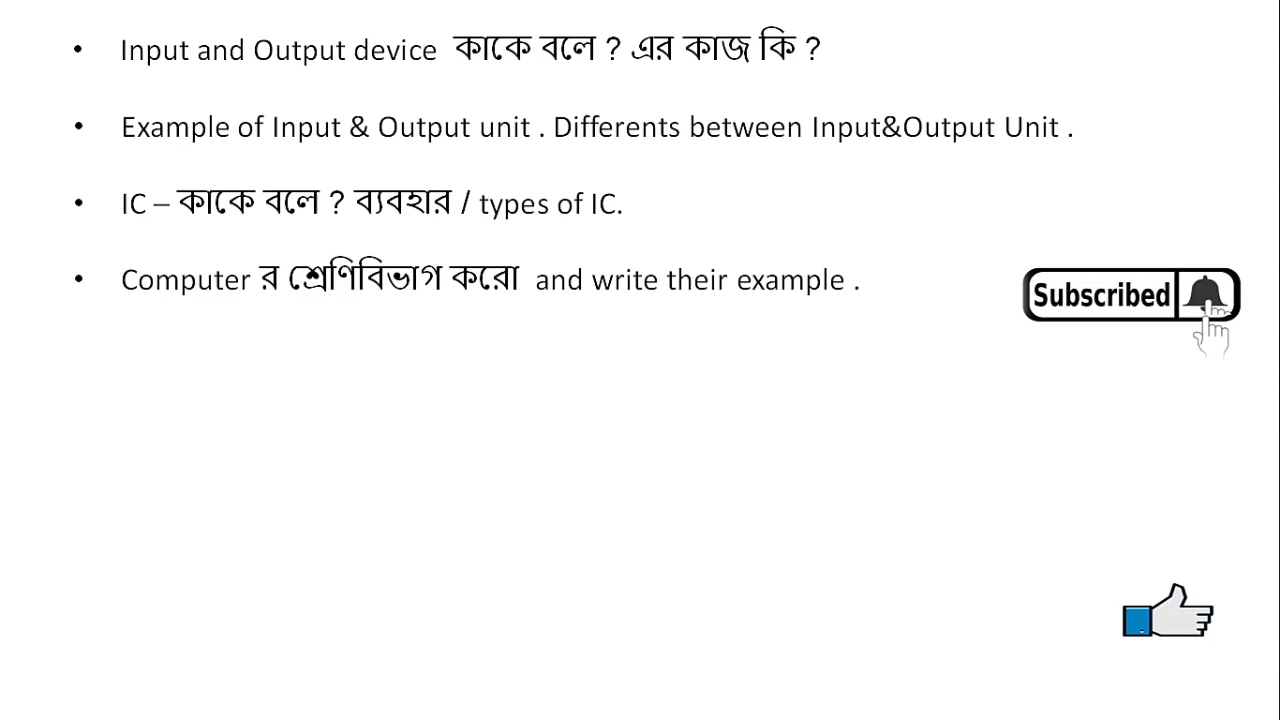 • Input and Output device কাকে বলে ? এর কাজ কি ?
• Example of Input & Output unit . Differents between Input&Output Unit .
• IC – কাকে বলে ? ব্যবহার / types of IC.
• Computer র শ্রেণিবিভাগ করো and write their example .
Subscribed